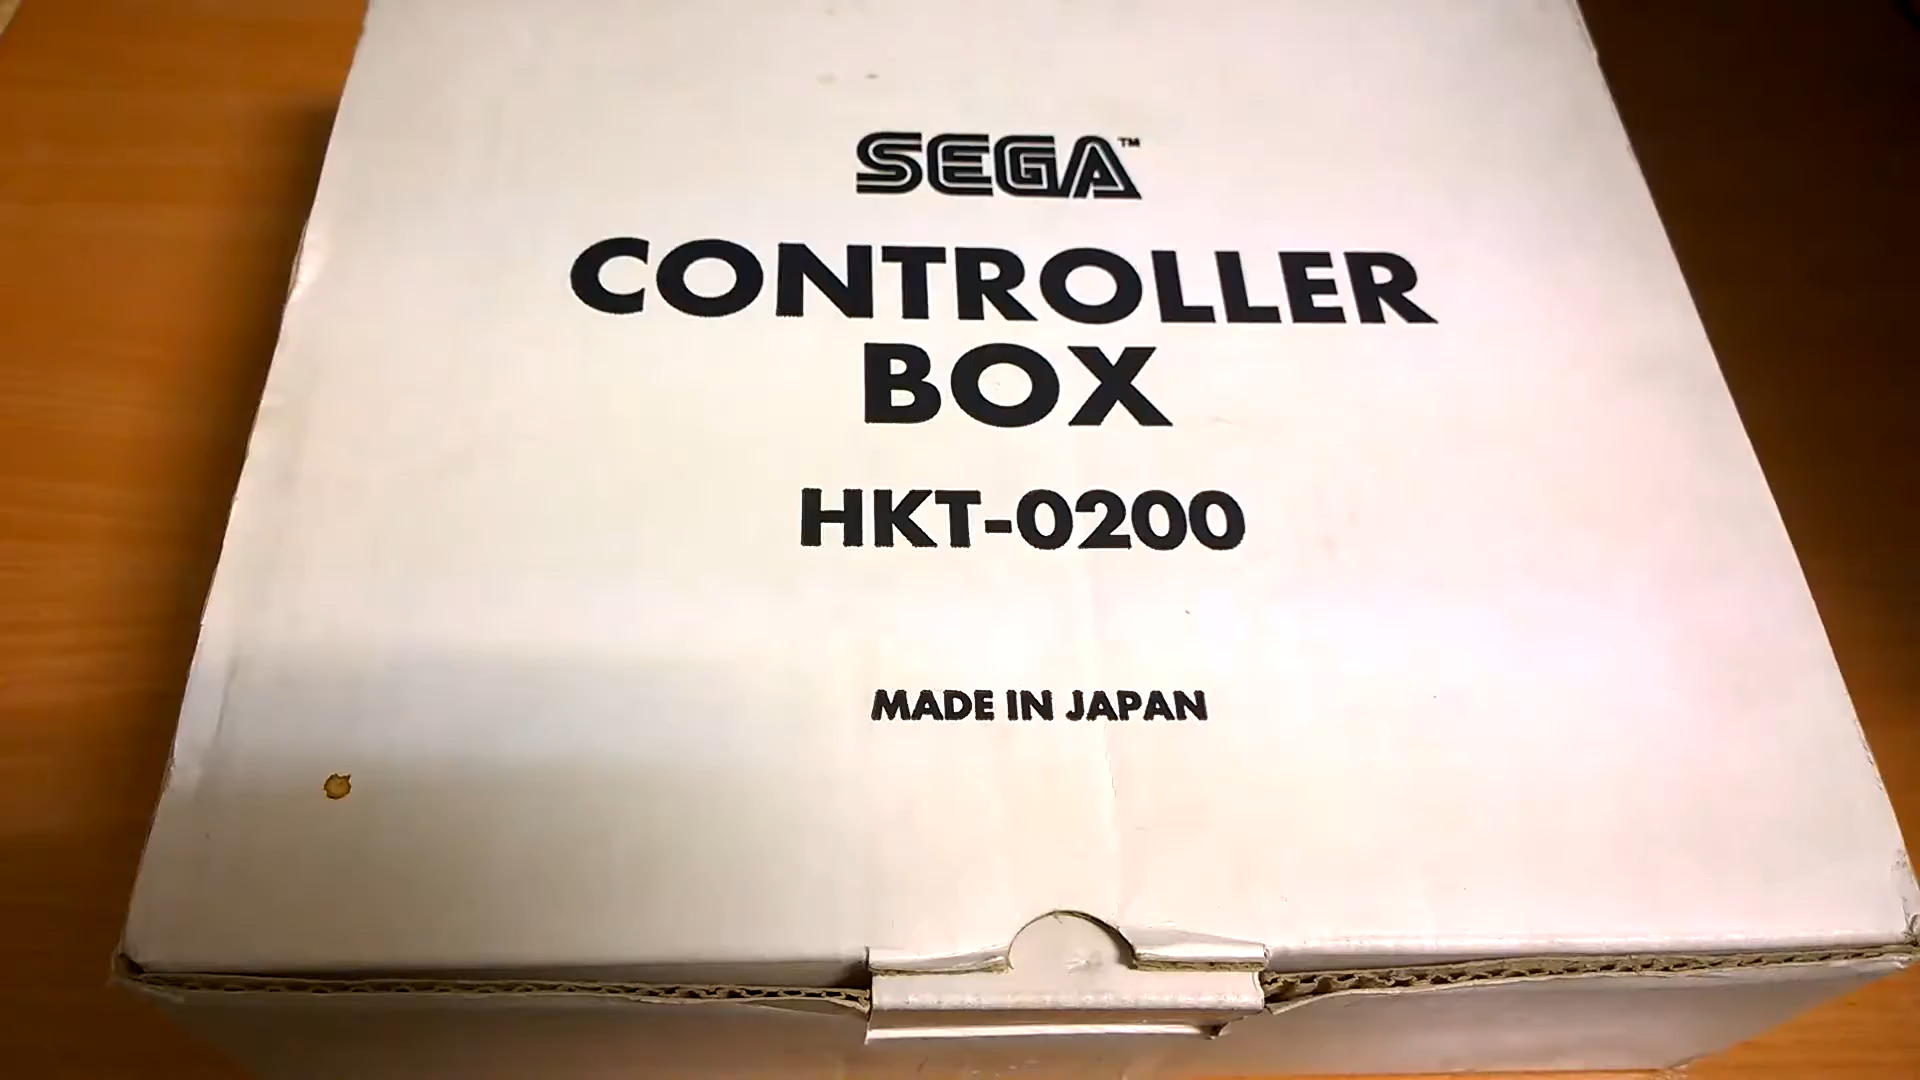 SEGA™
CONTROLLER
BOX
HKT-0200
MADE IN JAPAN